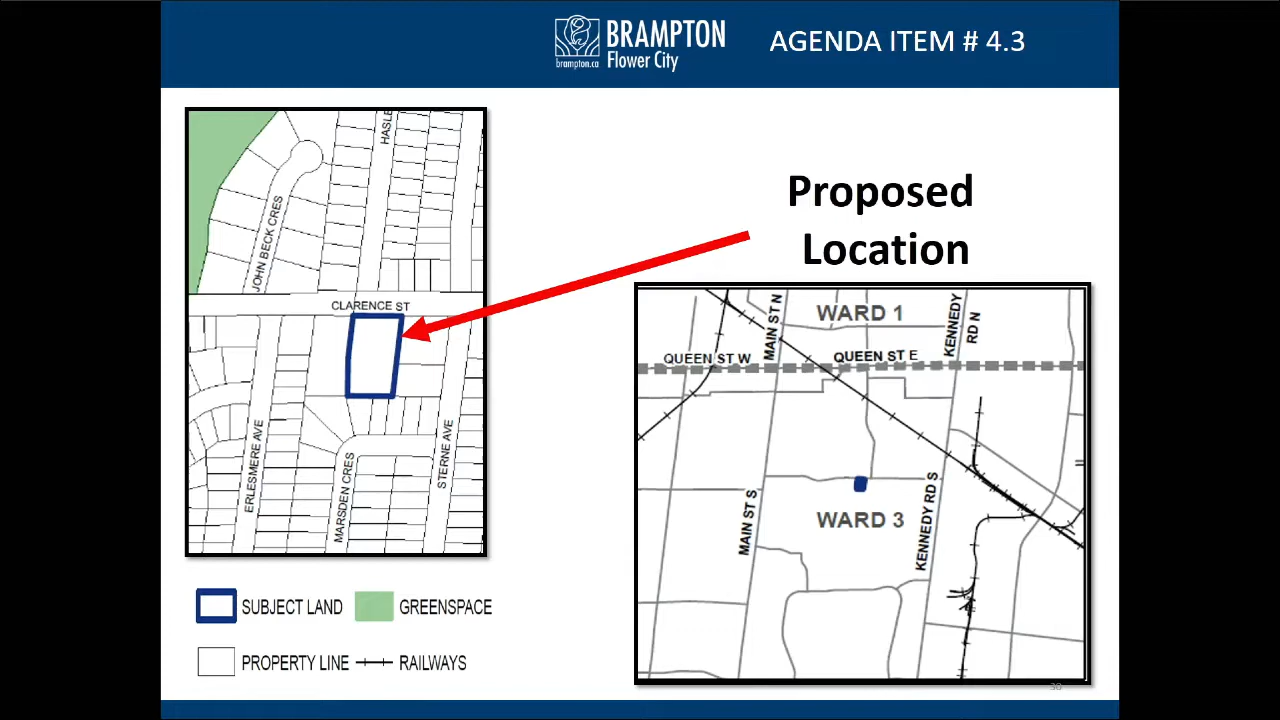 BRAMPTON
brampton.ca
Flower City
AGENDA ITEM # 4.3
HASLE
JOHN BECK CRES
CLARENCE ST
ERLESMERE AVE
MARSDEN CRES
STERNE AVE
Proposed
Location
WARD 1
MAIN ST N
KENNEDY
RD N
QUEEN ST W
QUEEN ST E
MAIN ST S
WARD 3
KENNEDY RD S
SUBJECT LAND
GREENSPACE
PROPERTY LINE
RAILWAYS
30